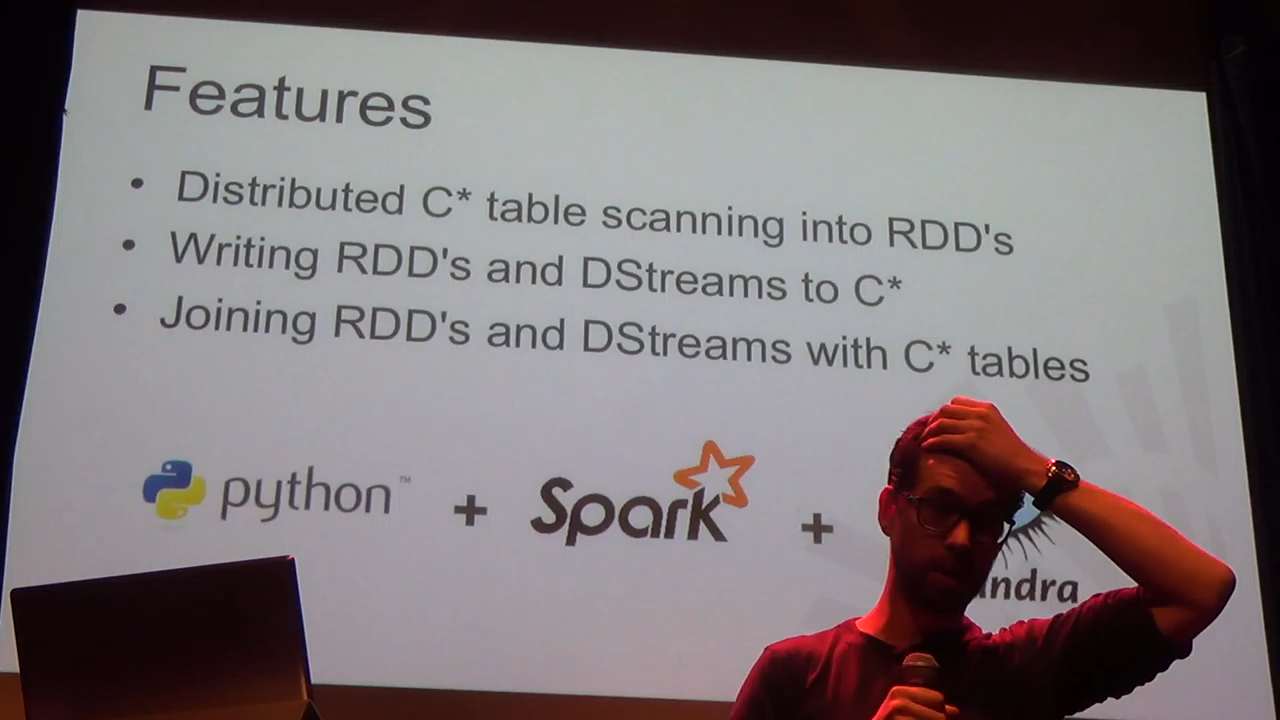 Features
• Distributed C* table scanning into RDD's
• Writing RDD's and DStreams to C*
• Joining RDD's and DStreams with C* tables
python™ + Spark +
ndra